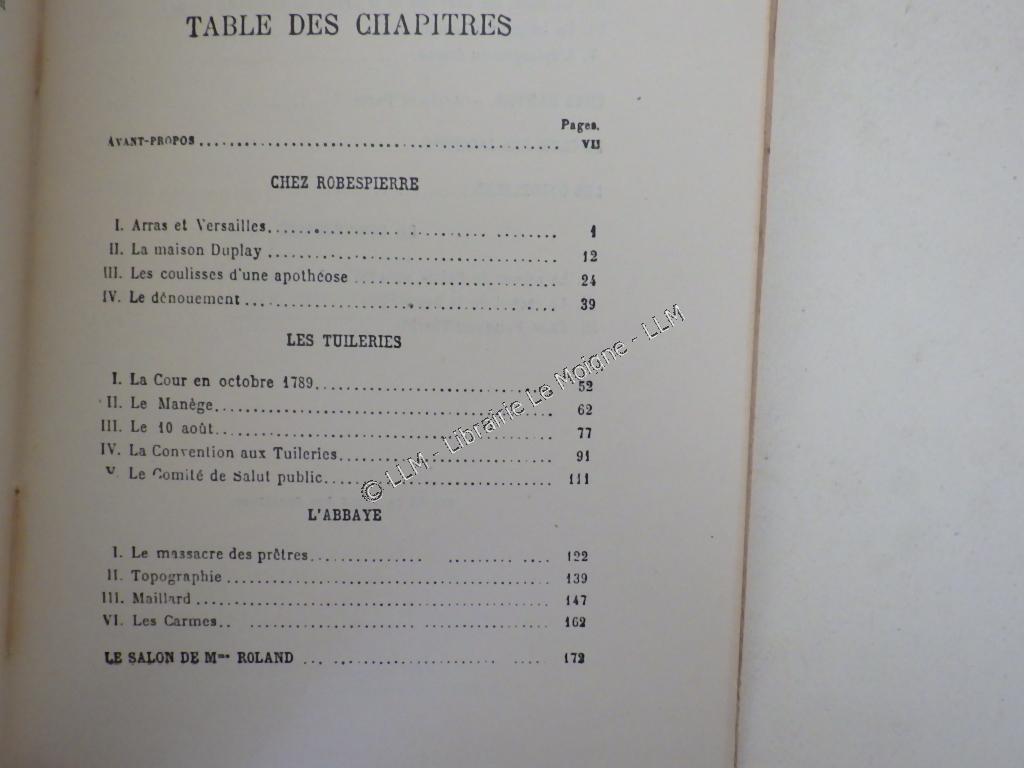 TABLE DES CHAPITRES
Pages.
AVANT-PROPOS ........ VII
CHEZ ROBESPIERRE
I. Arras et Versailles........ 1
II. La maison Duplay ........ 12
III. Les coulisses d'une apothéose ........ 24
IV. Le dénouement ........ 39
LES TUILERIES
I. La Cour en octobre 1789........ 52
II. Le Manège........ 62
III. Le 10 août........ 77
IV. La Convention aux Tuileries........ 91
V. Le Comité de Salut public........ 111
© LLM - Librairie Le Moigne - LLM
L'ABBAYE
I. Le massacre des prêtres........ 122
II. Topographie ........ 139
III. Maillard ........ 147
VI. Les Carmes........ 162
LE SALON DE Mme ROLAND ........ 172